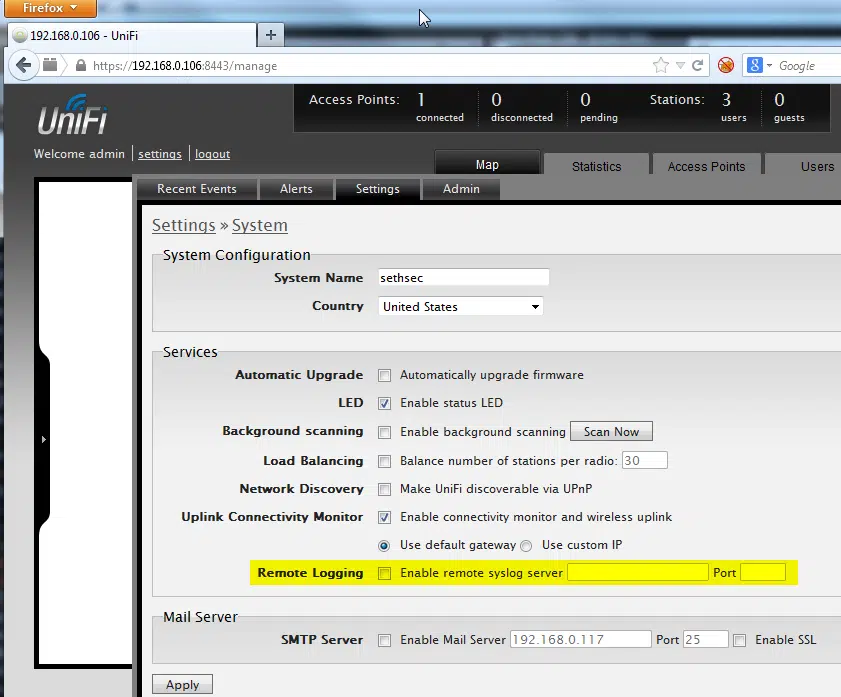 Firefox
192.168.0.106 - UniFi
https://192.168.0.106:8443/manage
Google
UniFi
Access Points: 1 connected 0 disconnected 0 pending Stations: 3 users 0 guests
Welcome admin settings logout
Map Statistics Access Points Users
Recent Events Alerts Settings Admin
Settings » System
System Configuration
System Name sethsec
Country United States
Services
Automatic Upgrade Automatically upgrade firmware
LED Enable status LED
Background scanning Enable background scanning Scan Now
Load Balancing Balance number of stations per radio: 30
Network Discovery Make UniFi discoverable via UPnP
Uplink Connectivity Monitor Enable connectivity monitor and wireless uplink
Use default gateway Use custom IP
Remote Logging Enable remote syslog server Port
Mail Server
SMTP Server Enable Mail Server 192.168.0.117 Port 25 Enable SSL
Apply